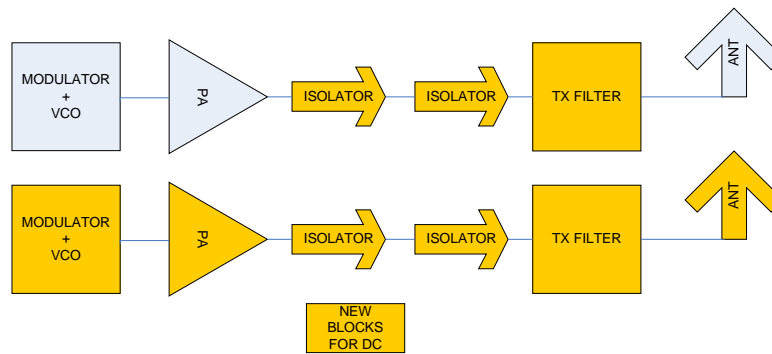 MODULATOR
+
VCO
PA
ISOLATOR
ISOLATOR
TX FILTER
ANT
MODULATOR
+
VCO
PA
ISOLATOR
ISOLATOR
TX FILTER
ANT
NEW
BLOCKS
FOR DC